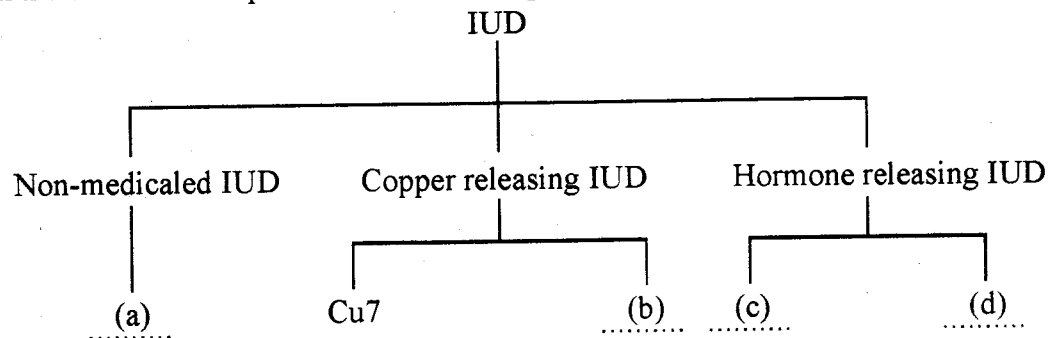 IUD
Non-medicaled IUD Copper releasing IUD Hormone releasing IUD
(a) Cu7 (b) (c) (d)